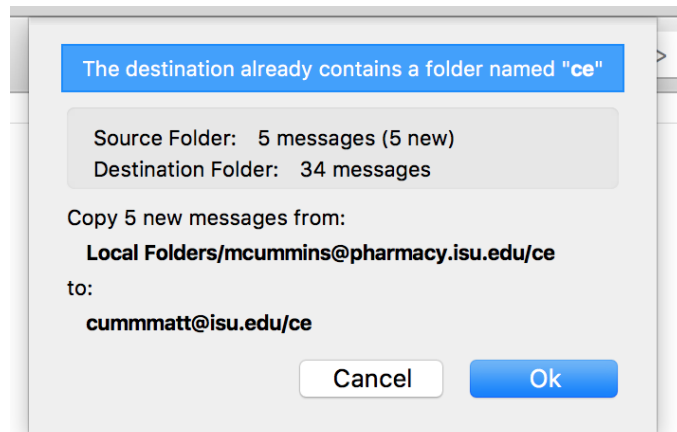 The destination already contains a folder named "ce"
Source Folder: 5 messages (5 new)
Destination Folder: 34 messages
Copy 5 new messages from:
Local Folders/mcummins@pharmacy.isu.edu/ce
to:
cummmatt@isu.edu/ce
Cancel Ok